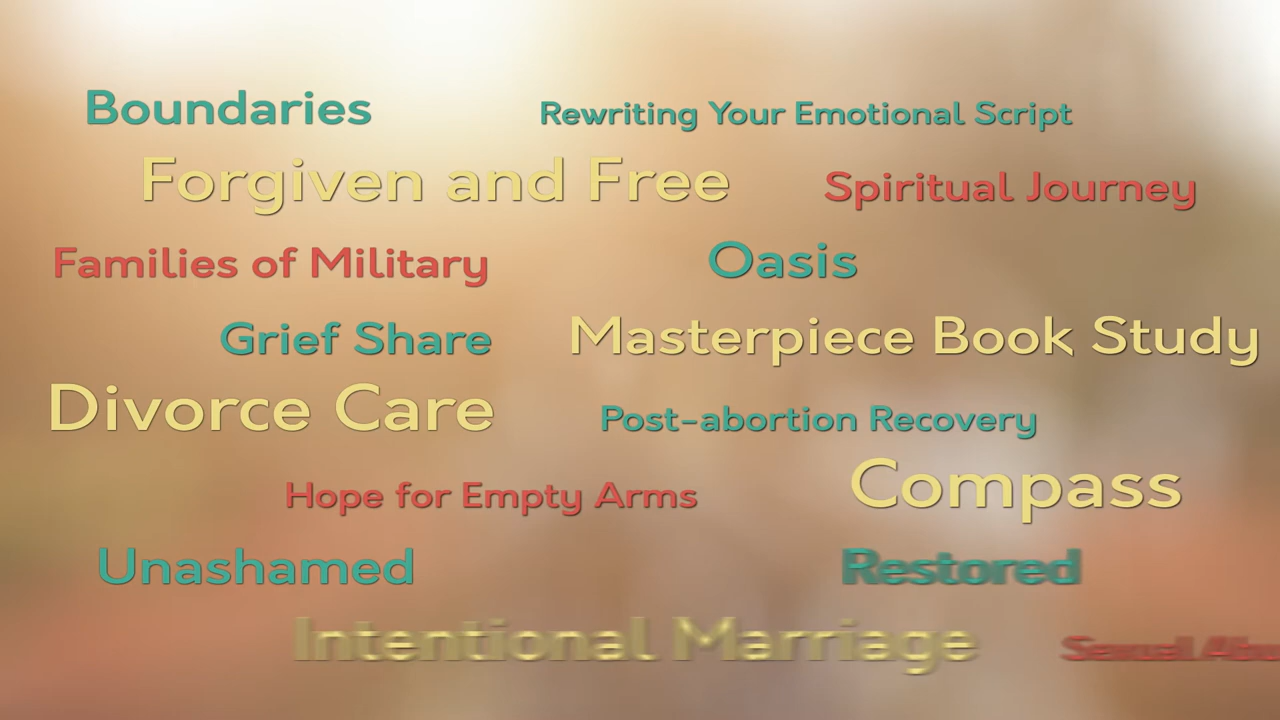 Boundaries Rewriting Your Emotional Script
Forgiven and Free Spiritual Journey
Families of Military Oasis
Grief Share Masterpiece Book Study
Divorce Care Post-abortion Recovery
Hope for Empty Arms Compass
Unashamed Restored
Intentional Marriage Sexual